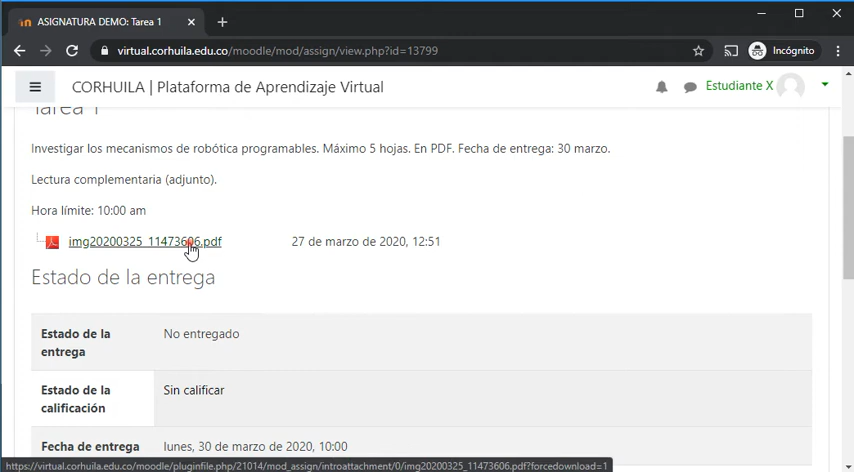 ASIGNATURA DEMO: Tarea 1
virtual.corhuila.edu.co/moodle/mod/assign/view.php?id=13799
Incógnito
CORHUILA | Plataforma de Aprendizaje Virtual
Estudiante X
Tarea 1
Investigar los mecanismos de robótica programables. Máximo 5 hojas. En PDF. Fecha de entrega: 30 marzo.
Lectura complementaria (adjunto).
Hora límite: 10:00 am
img20200325_11473606.pdf 27 de marzo de 2020, 12:51
Estado de la entrega
Estado de la entrega No entregado
Estado de la calificación Sin calificar
Fecha de entrega lunes, 30 de marzo de 2020, 10:00
https://virtual.corhuila.edu.co/moodle/pluginfile.php/21014/mod_assign/introattachment/0/img20200325_11473606.pdf?forcedownload=1